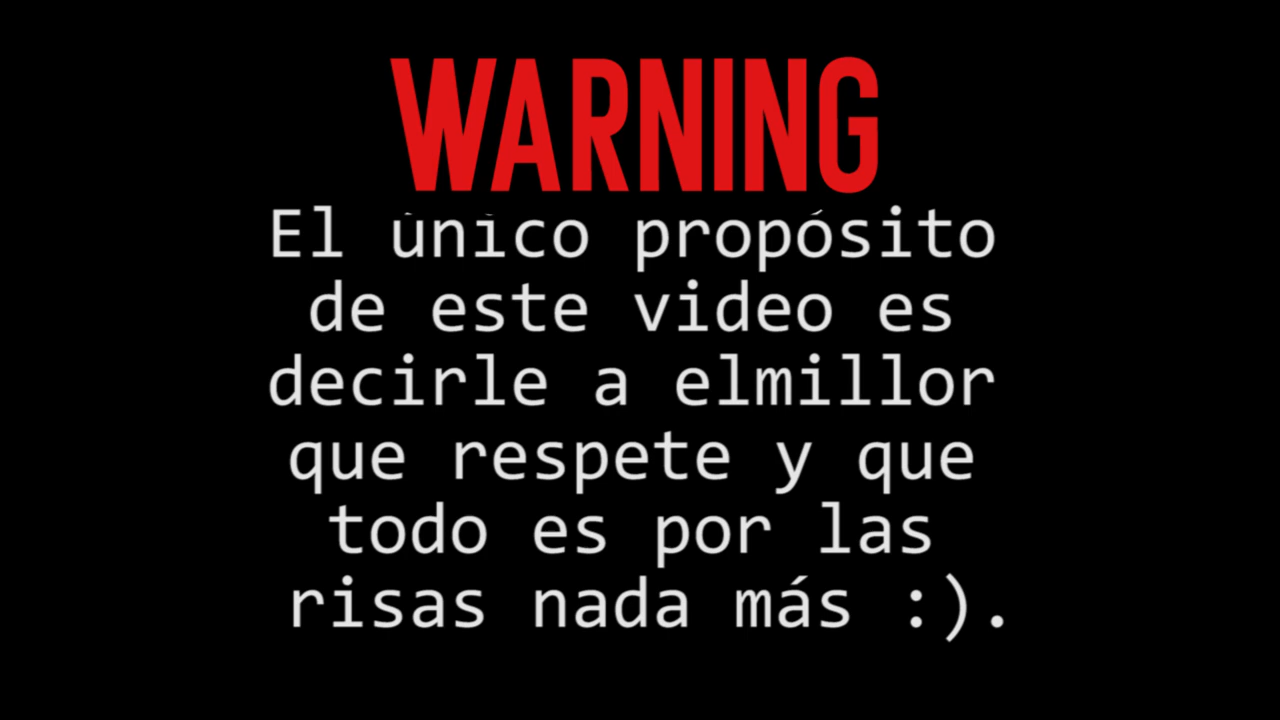 WARNING
El único propósito
de este video es
decirle a elmillor
que respete y que
todo es por las
risas nada más :).